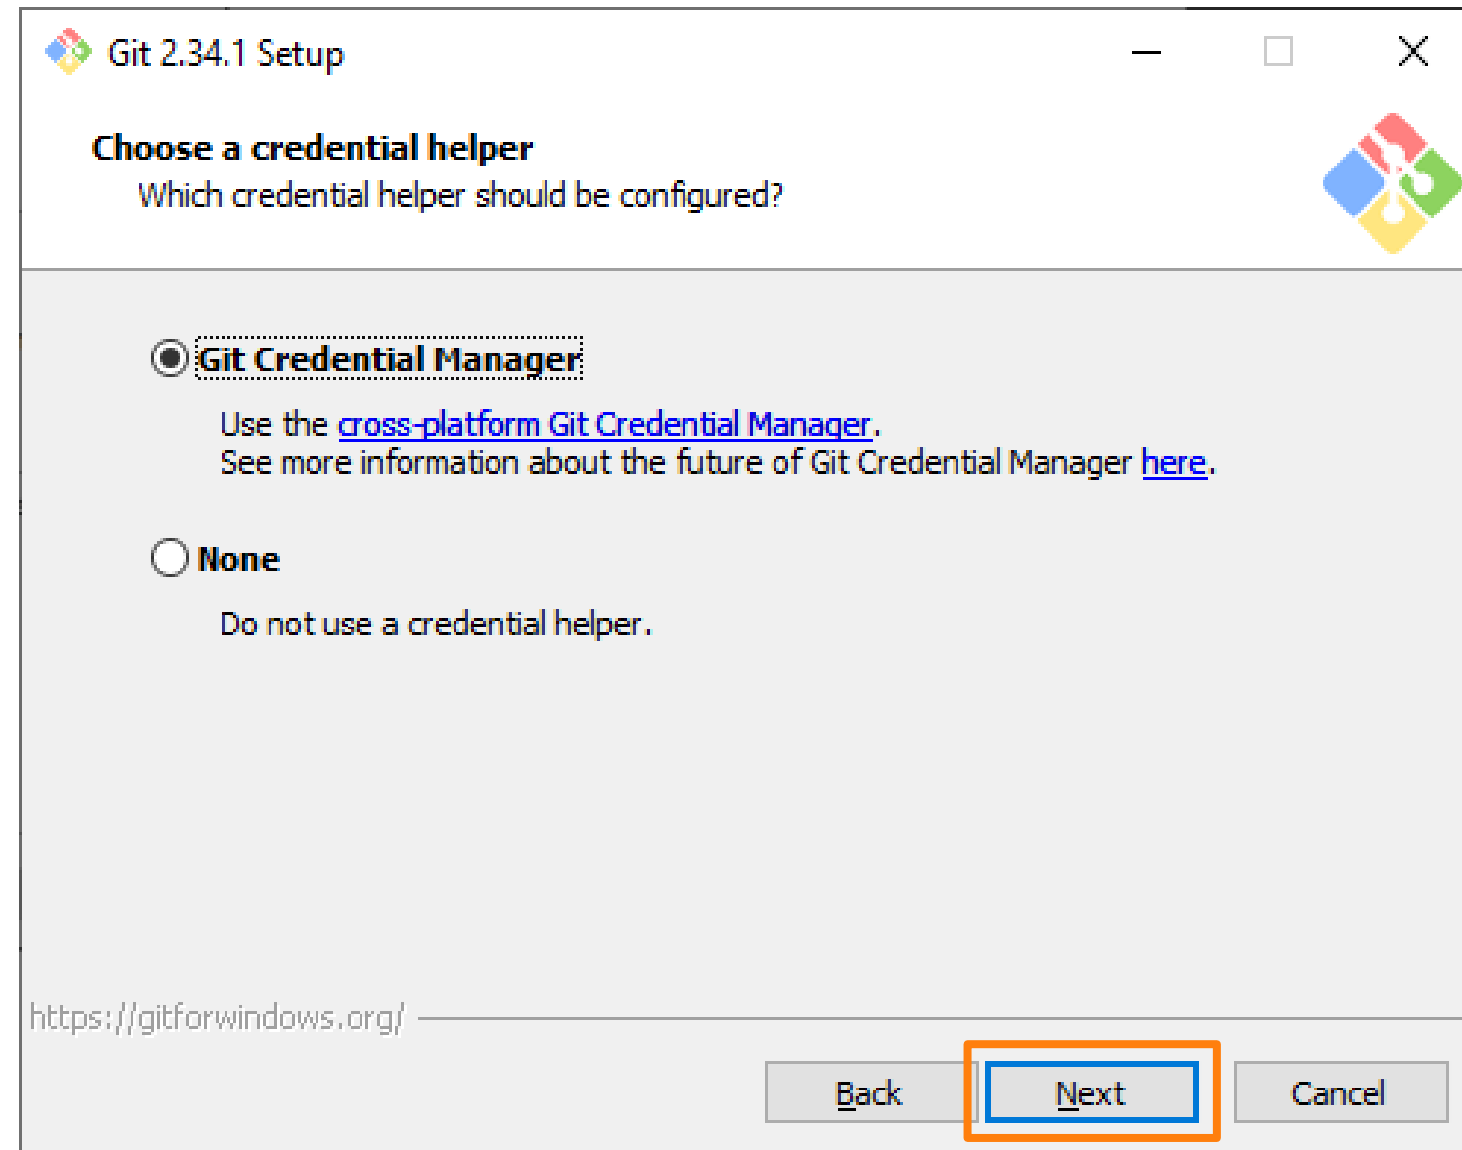 Git 2.34.1 Setup
Choose a credential helper
Which credential helper should be configured?
Git Credential Manager
Use the cross-platform Git Credential Manager.
See more information about the future of Git Credential Manager here.
None
Do not use a credential helper.
https://gitforwindows.org/
Back Next Cancel